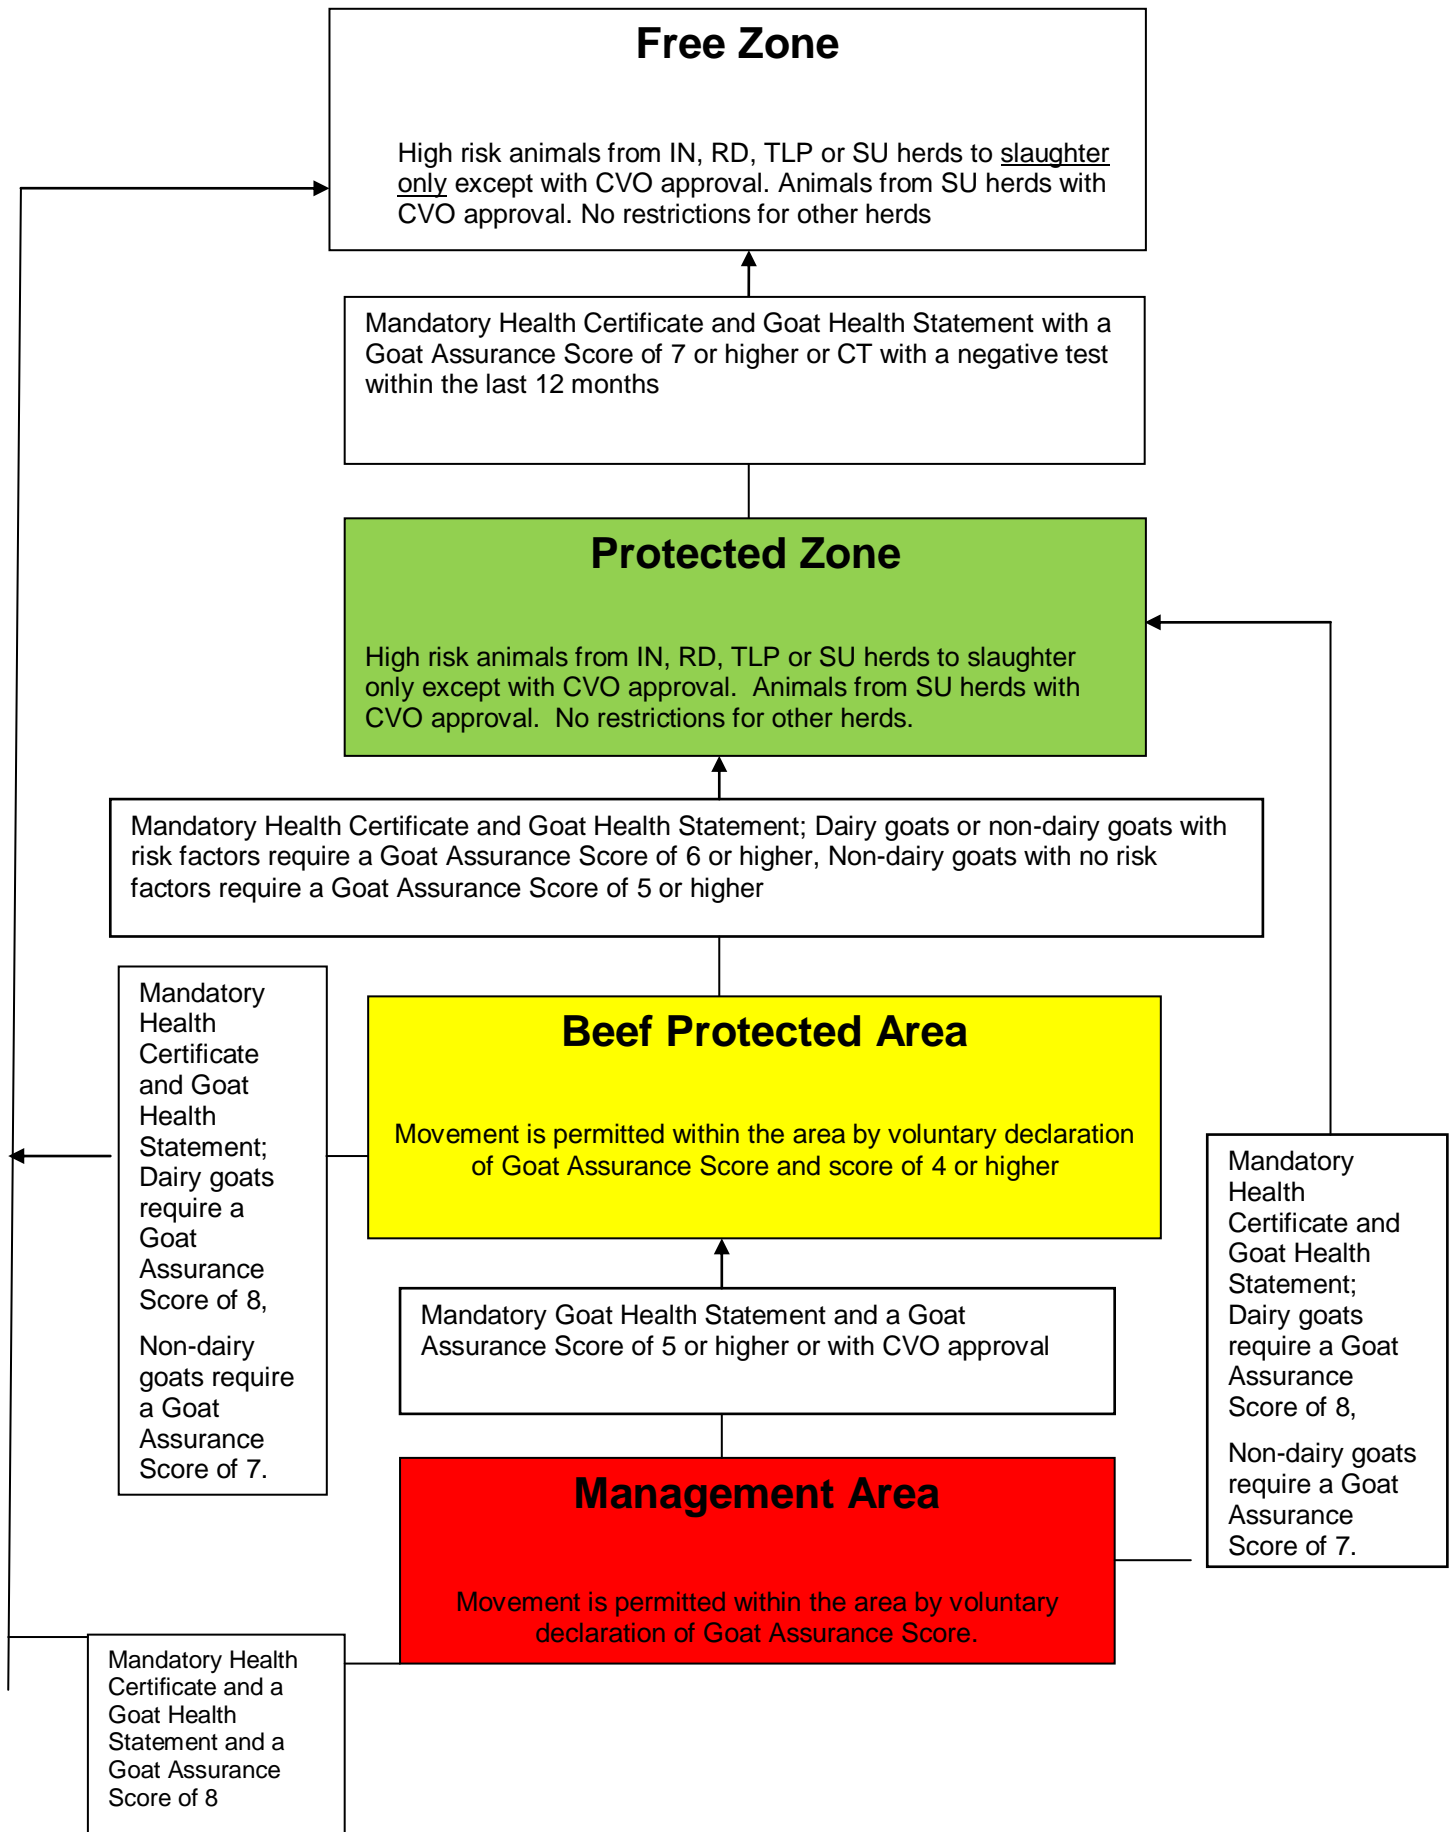 Free Zone
High risk animals from IN, RD, TLP or SU herds to slaughter
only except with CVO approval. Animals from SU herds with
CVO approval. No restrictions for other herds
Mandatory Health Certificate and Goat Health Statement with a
Goat Assurance Score of 7 or higher or CT with a negative test
within the last 12 months
Protected Zone
High risk animals from IN, RD, TLP or SU herds to slaughter
only except with CVO approval.  Animals from SU herds with
CVO approval.  No restrictions for other herds.
Mandatory Health Certificate and Goat Health Statement; Dairy goats or non-dairy goats with
risk factors require a Goat Assurance Score of 6 or higher, Non-dairy goats with no risk
factors require a Goat Assurance Score of 5 or higher
Mandatory
Health
Certificate
and Goat
Health
Statement;
Dairy goats
require a
Goat
Assurance
Score of 8,
Non-dairy
goats require
a Goat
Assurance
Score of 7.
Beef Protected Area
Movement is permitted within the area by voluntary declaration
of Goat Assurance Score and score of 4 or higher
Mandatory
Health
Certificate and
Goat Health
Statement;
Dairy goats
require a Goat
Assurance
Score of 8,
Non-dairy goats
require a Goat
Assurance
Score of 7.
Mandatory Goat Health Statement and a Goat
Assurance Score of 5 or higher or with CVO approval
Management Area
Movement is permitted within the area by voluntary
declaration of Goat Assurance Score.
Mandatory Health
Certificate and a
Goat Health
Statement and a
Goat Assurance
Score of 8